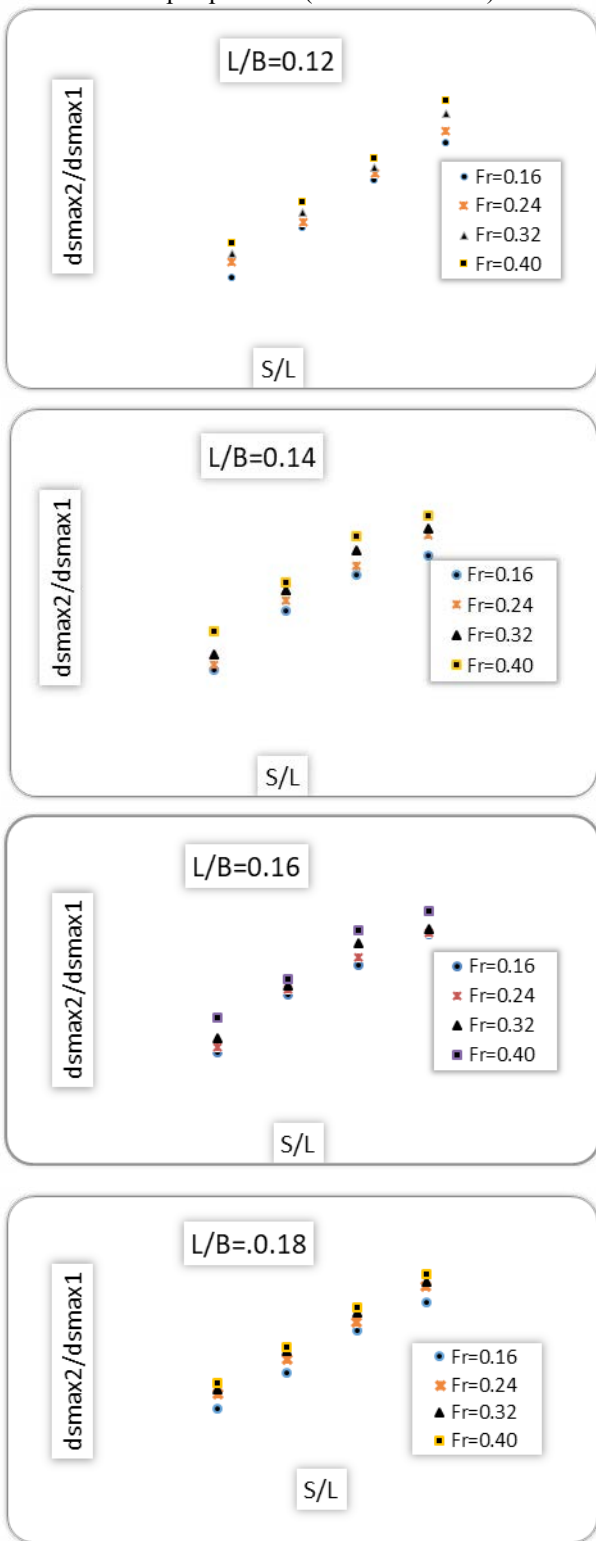 L/B=0.12
dsmax2/dsmax1
Fr=0.16
Fr=0.24
Fr=0.32
Fr=0.40
S/L
L/B=0.14
dsmax2/dsmax1
Fr=0.16
Fr=0.24
Fr=0.32
Fr=0.40
S/L
L/B=0.16
dsmax2/dsmax1
Fr=0.16
Fr=0.24
Fr=0.32
Fr=0.40
S/L
L/B=.0.18
dsmax2/dsmax1
Fr=0.16
Fr=0.24
Fr=0.32
Fr=0.40
S/L